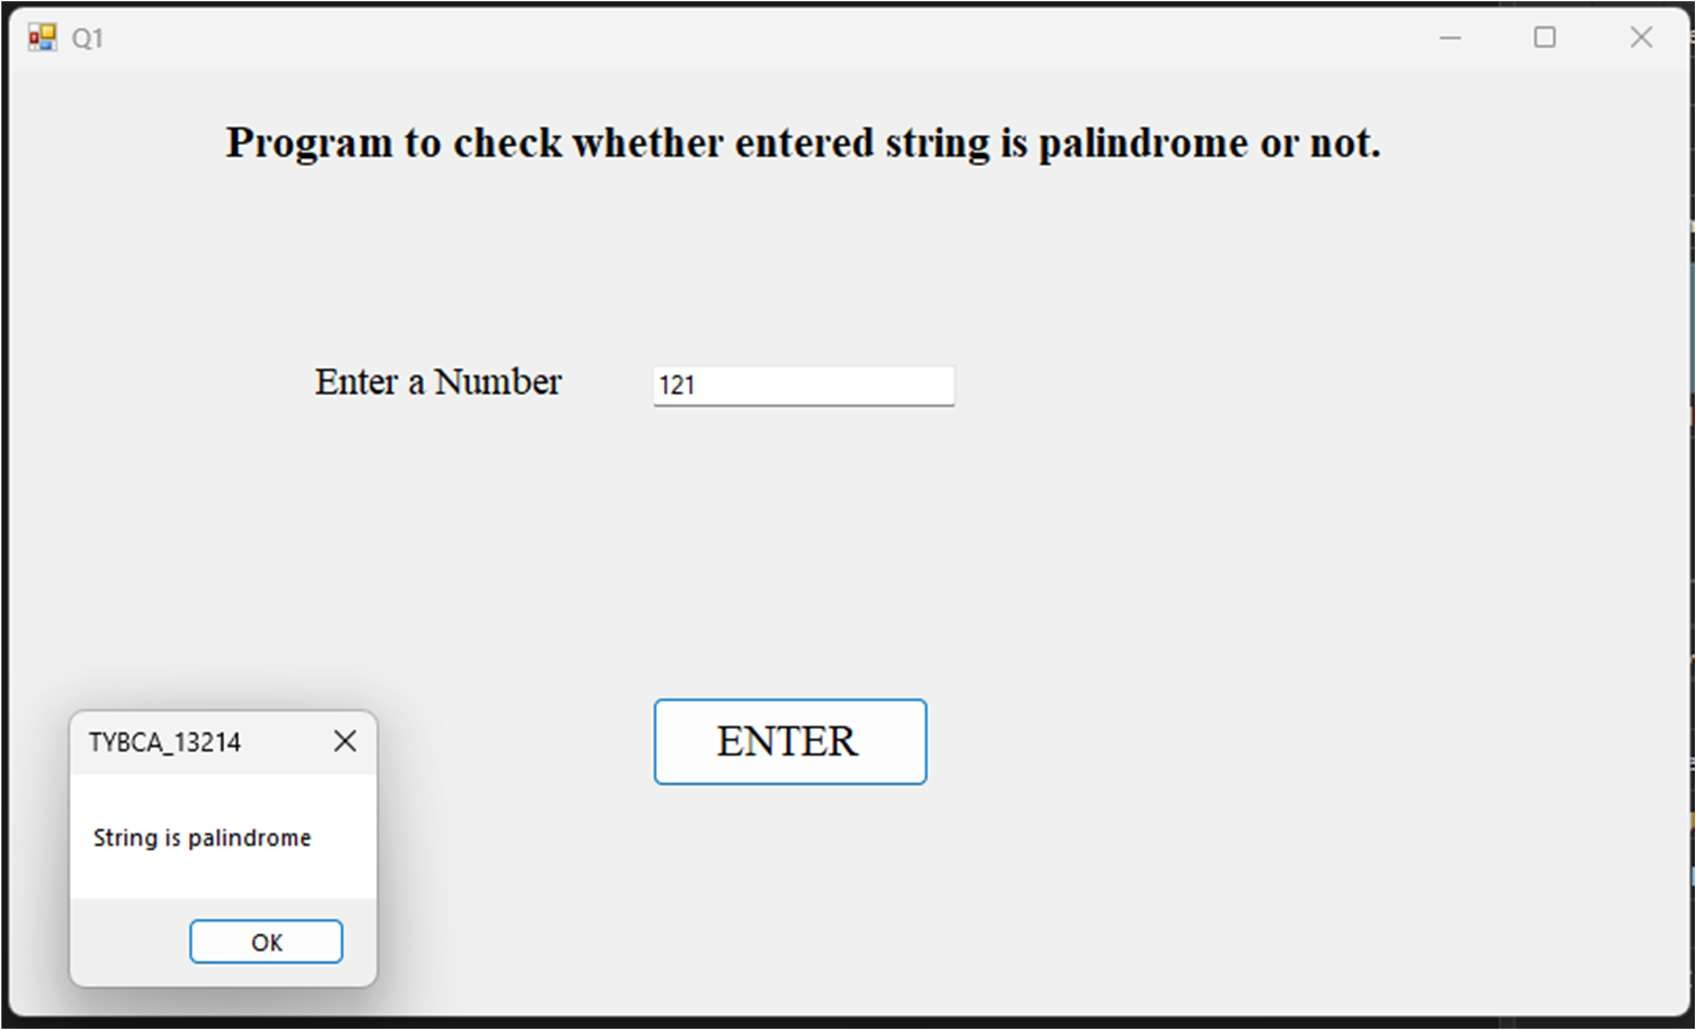 Q1
Program to check whether entered string is palindrome or not.
Enter a Number
121
ENTER
TYBCA_13214
String is palindrome
OK